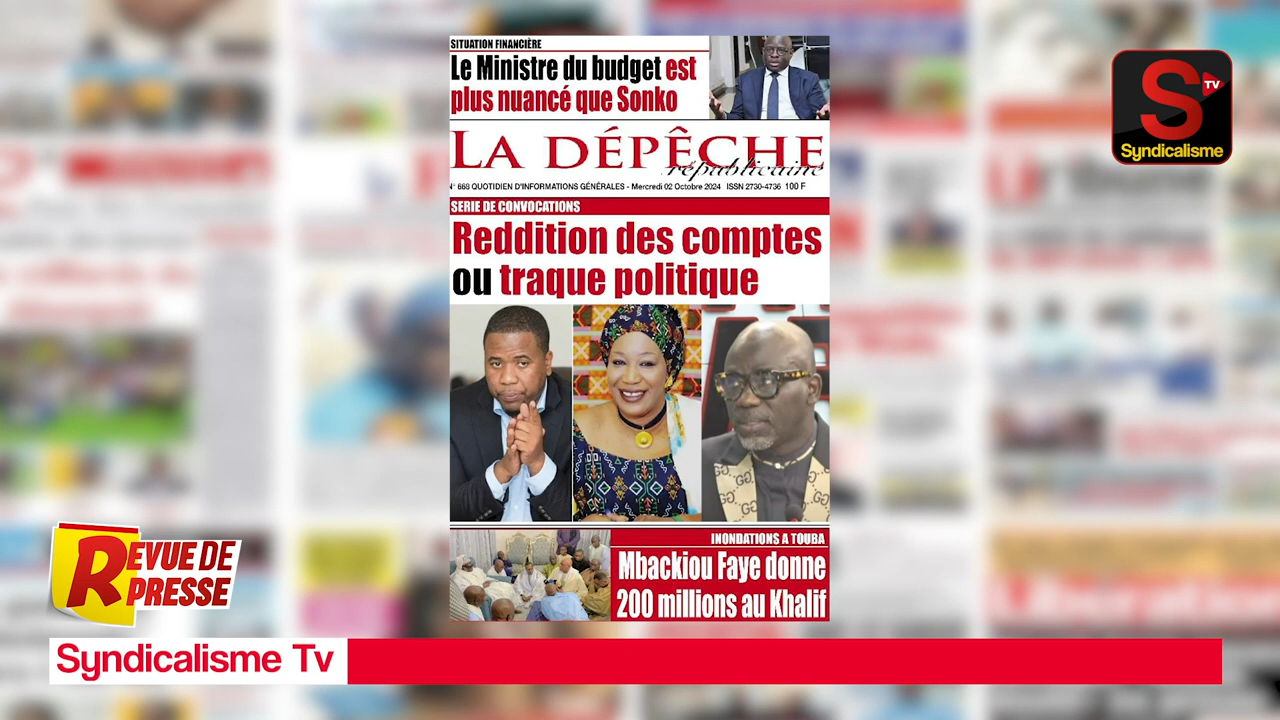 SITUATION FINANCIÈRE
Le Ministre du budget est
plus nuancé que Sonko
LA DÉPÊCHE
républicaine
N° 668 QUOTIDIEN D'INFORMATIONS GÉNÉRALES - Mercredi 02 Octobre 2024 ISSN 2730-4736 100 F
SERIE DE CONVOCATIONS
Reddition des comptes
ou traque politique
INONDATIONS A TOUBA
Mbackiou Faye donne
200 millions au Khalif
S TV
Syndicalisme
REVUE DE
PRESSE
Syndicalisme Tv